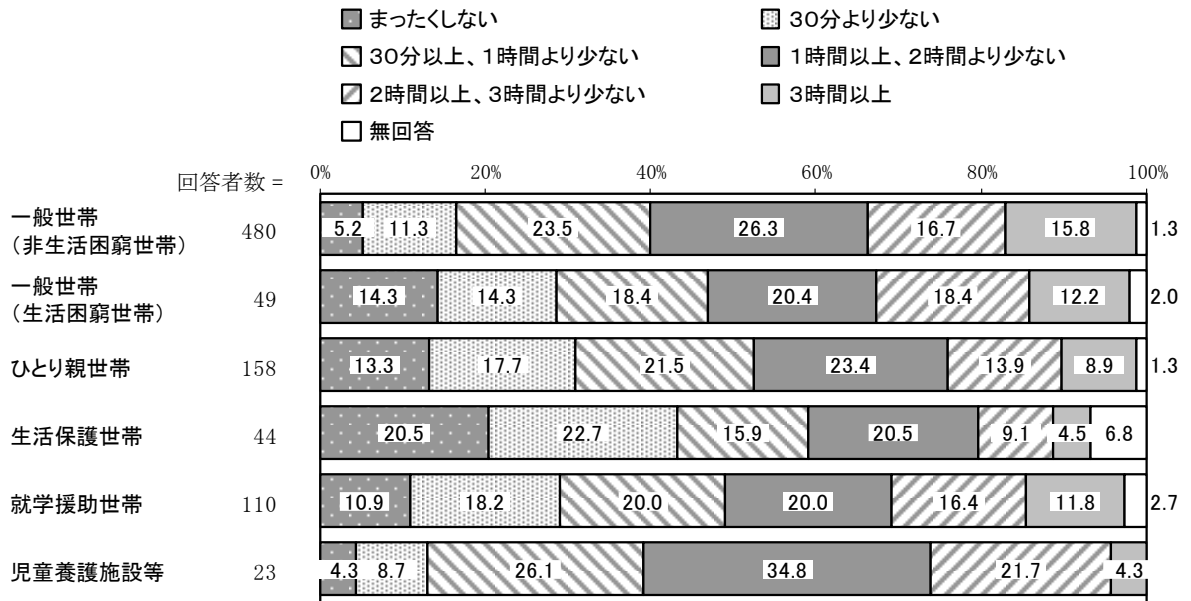 まったくしない 30分より少ない
30分以上、1時間より少ない 1時間以上、2時間より少ない
2時間以上、3時間より少ない 3時間以上
無回答
回答者数 = 0% 20% 40% 60% 80% 100%
一般世帯
（非生活困窮世帯） 480 5.2 11.3 23.5 26.3 16.7 15.8 1.3
一般世帯
（生活困窮世帯） 49 14.3 14.3 18.4 20.4 18.4 12.2 2.0
ひとり親世帯 158 13.3 17.7 21.5 23.4 13.9 8.9 1.3
生活保護世帯 44 20.5 22.7 15.9 20.5 9.1 4.5 6.8
就学援助世帯 110 10.9 18.2 20.0 20.0 16.4 11.8 2.7
児童養護施設等 23 4.3 8.7 26.1 34.8 21.7 4.3